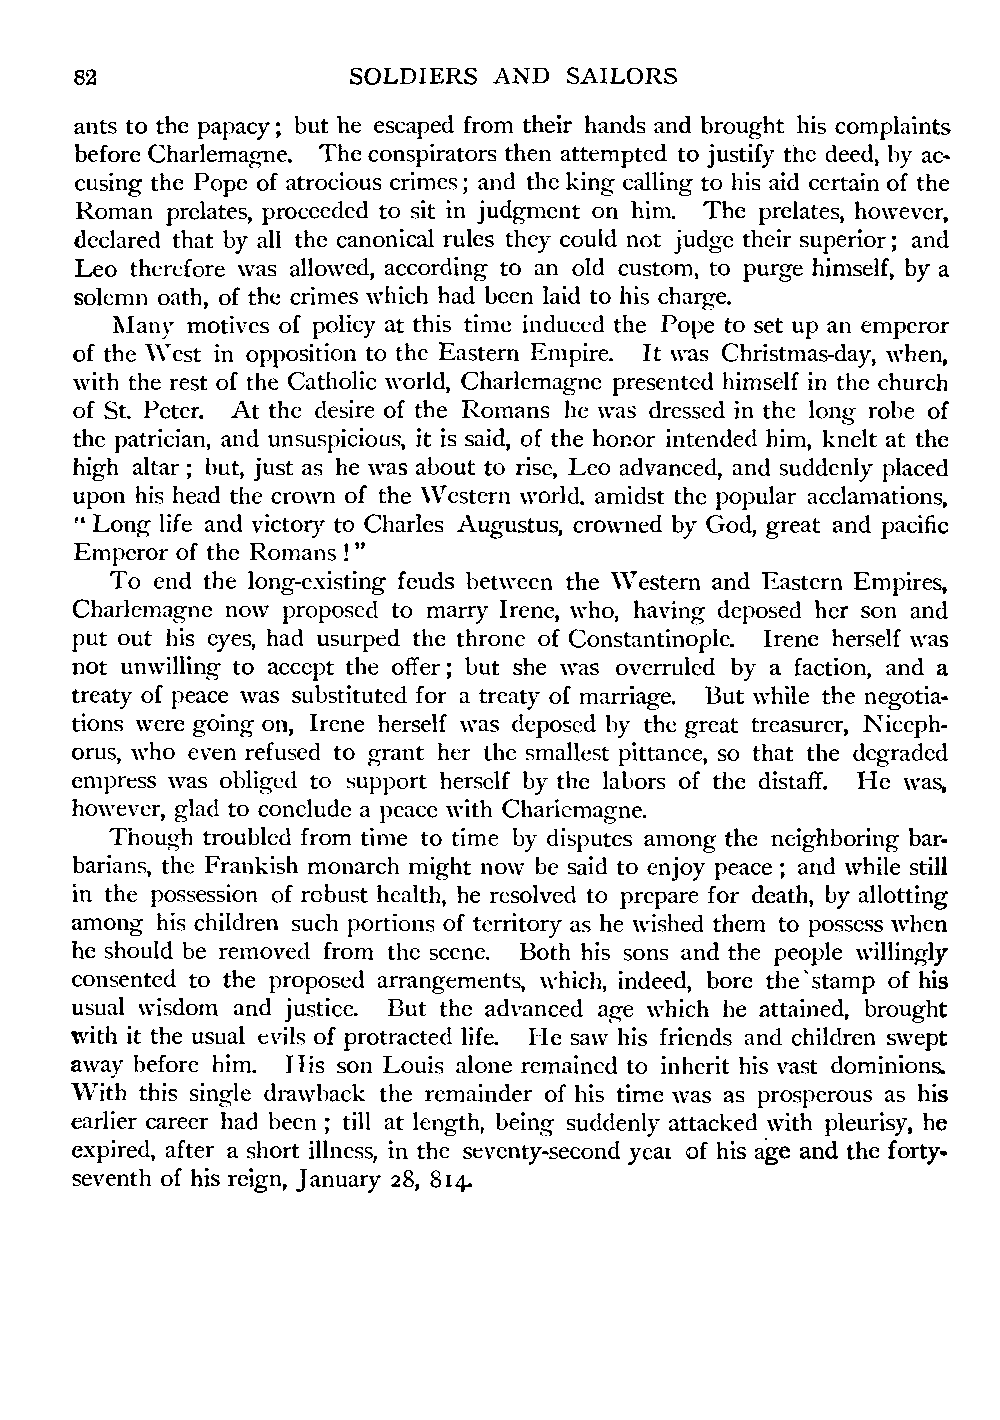 82 SOLDIERS AND SAILORS
ants to the papacy; but he escaped from their hands and brought his complaints
before Charlemagne. The conspirators then attempted to justify the deed, by ac-
cusing the Pope of atrocious crimes; and the king calling to his aid certain of the
Roman prelates, proceeded to sit in judgment on him. The prelates, however,
declared that by all the canonical rules they could not judge their superior; and
Leo therefore was allowed, according to an old custom, to purge himself, by a
solemn oath, of the crimes which had been laid to his charge.
Many motives of policy at this time induced the Pope to set up an emperor
of the West in opposition to the Eastern Empire. It was Christmas-day, when,
with the rest of the Catholic world, Charlemagne presented himself in the church
of St. Peter. At the desire of the Romans he was dressed in the long robe of
the patrician, and unsuspicious, it is said, of the honor intended him, knelt at the
high altar; but, just as he was about to rise, Leo advanced, and suddenly placed
upon his head the crown of the Western world. amidst the popular acclamations,
"Long life and victory to Charles Augustus, crowned by God, great and pacific
Emperor of the Romans!"
To end the long-existing feuds between the Western and Eastern Empires,
Charlemagne now proposed to marry Irene, who, having deposed her son and
put out his eyes, had usurped the throne of Constantinople. Irene herself was
not unwilling to accept the offer; but she was overruled by a faction, and a
treaty of peace was substituted for a treaty of marriage. But while the negotia-
tions were going on, Irene herself was deposed by the great treasurer, Niceph-
orus, who even refused to grant her the smallest pittance, so that the degraded
empress was obliged to support herself by the labors of the distaff. He was,
however, glad to conclude a peace with Charlemagne.
Though troubled from time to time by disputes among the neighboring bar-
barians, the Frankish monarch might now be said to enjoy peace; and while still
in the possession of robust health, he resolved to prepare for death, by allotting
among his children such portions of territory as he wished them to possess when
he should be removed from the scene. Both his sons and the people willingly
consented to the proposed arrangements, which, indeed, bore the stamp of his
usual wisdom and justice. But the advanced age which he attained, brought
with it the usual evils of protracted life. He saw his friends and children swept
away before him. His son Louis alone remained to inherit his vast dominions.
With this single drawback the remainder of his time was as prosperous as his
earlier career had been; till at length, being suddenly attacked with pleurisy, he
expired, after a short illness, in the seventy-second year of his age and the forty-
seventh of his reign, January 28, 814.